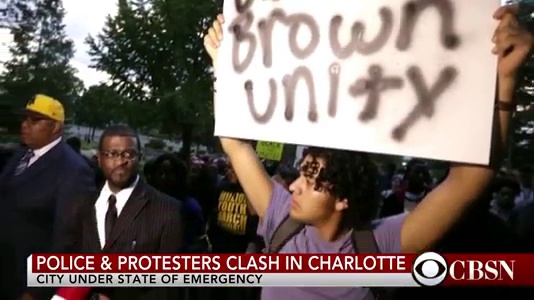 Brown
unity
POLICE & PROTESTERS CLASH IN CHARLOTTE
CITY UNDER STATE OF EMERGENCY
CBSN